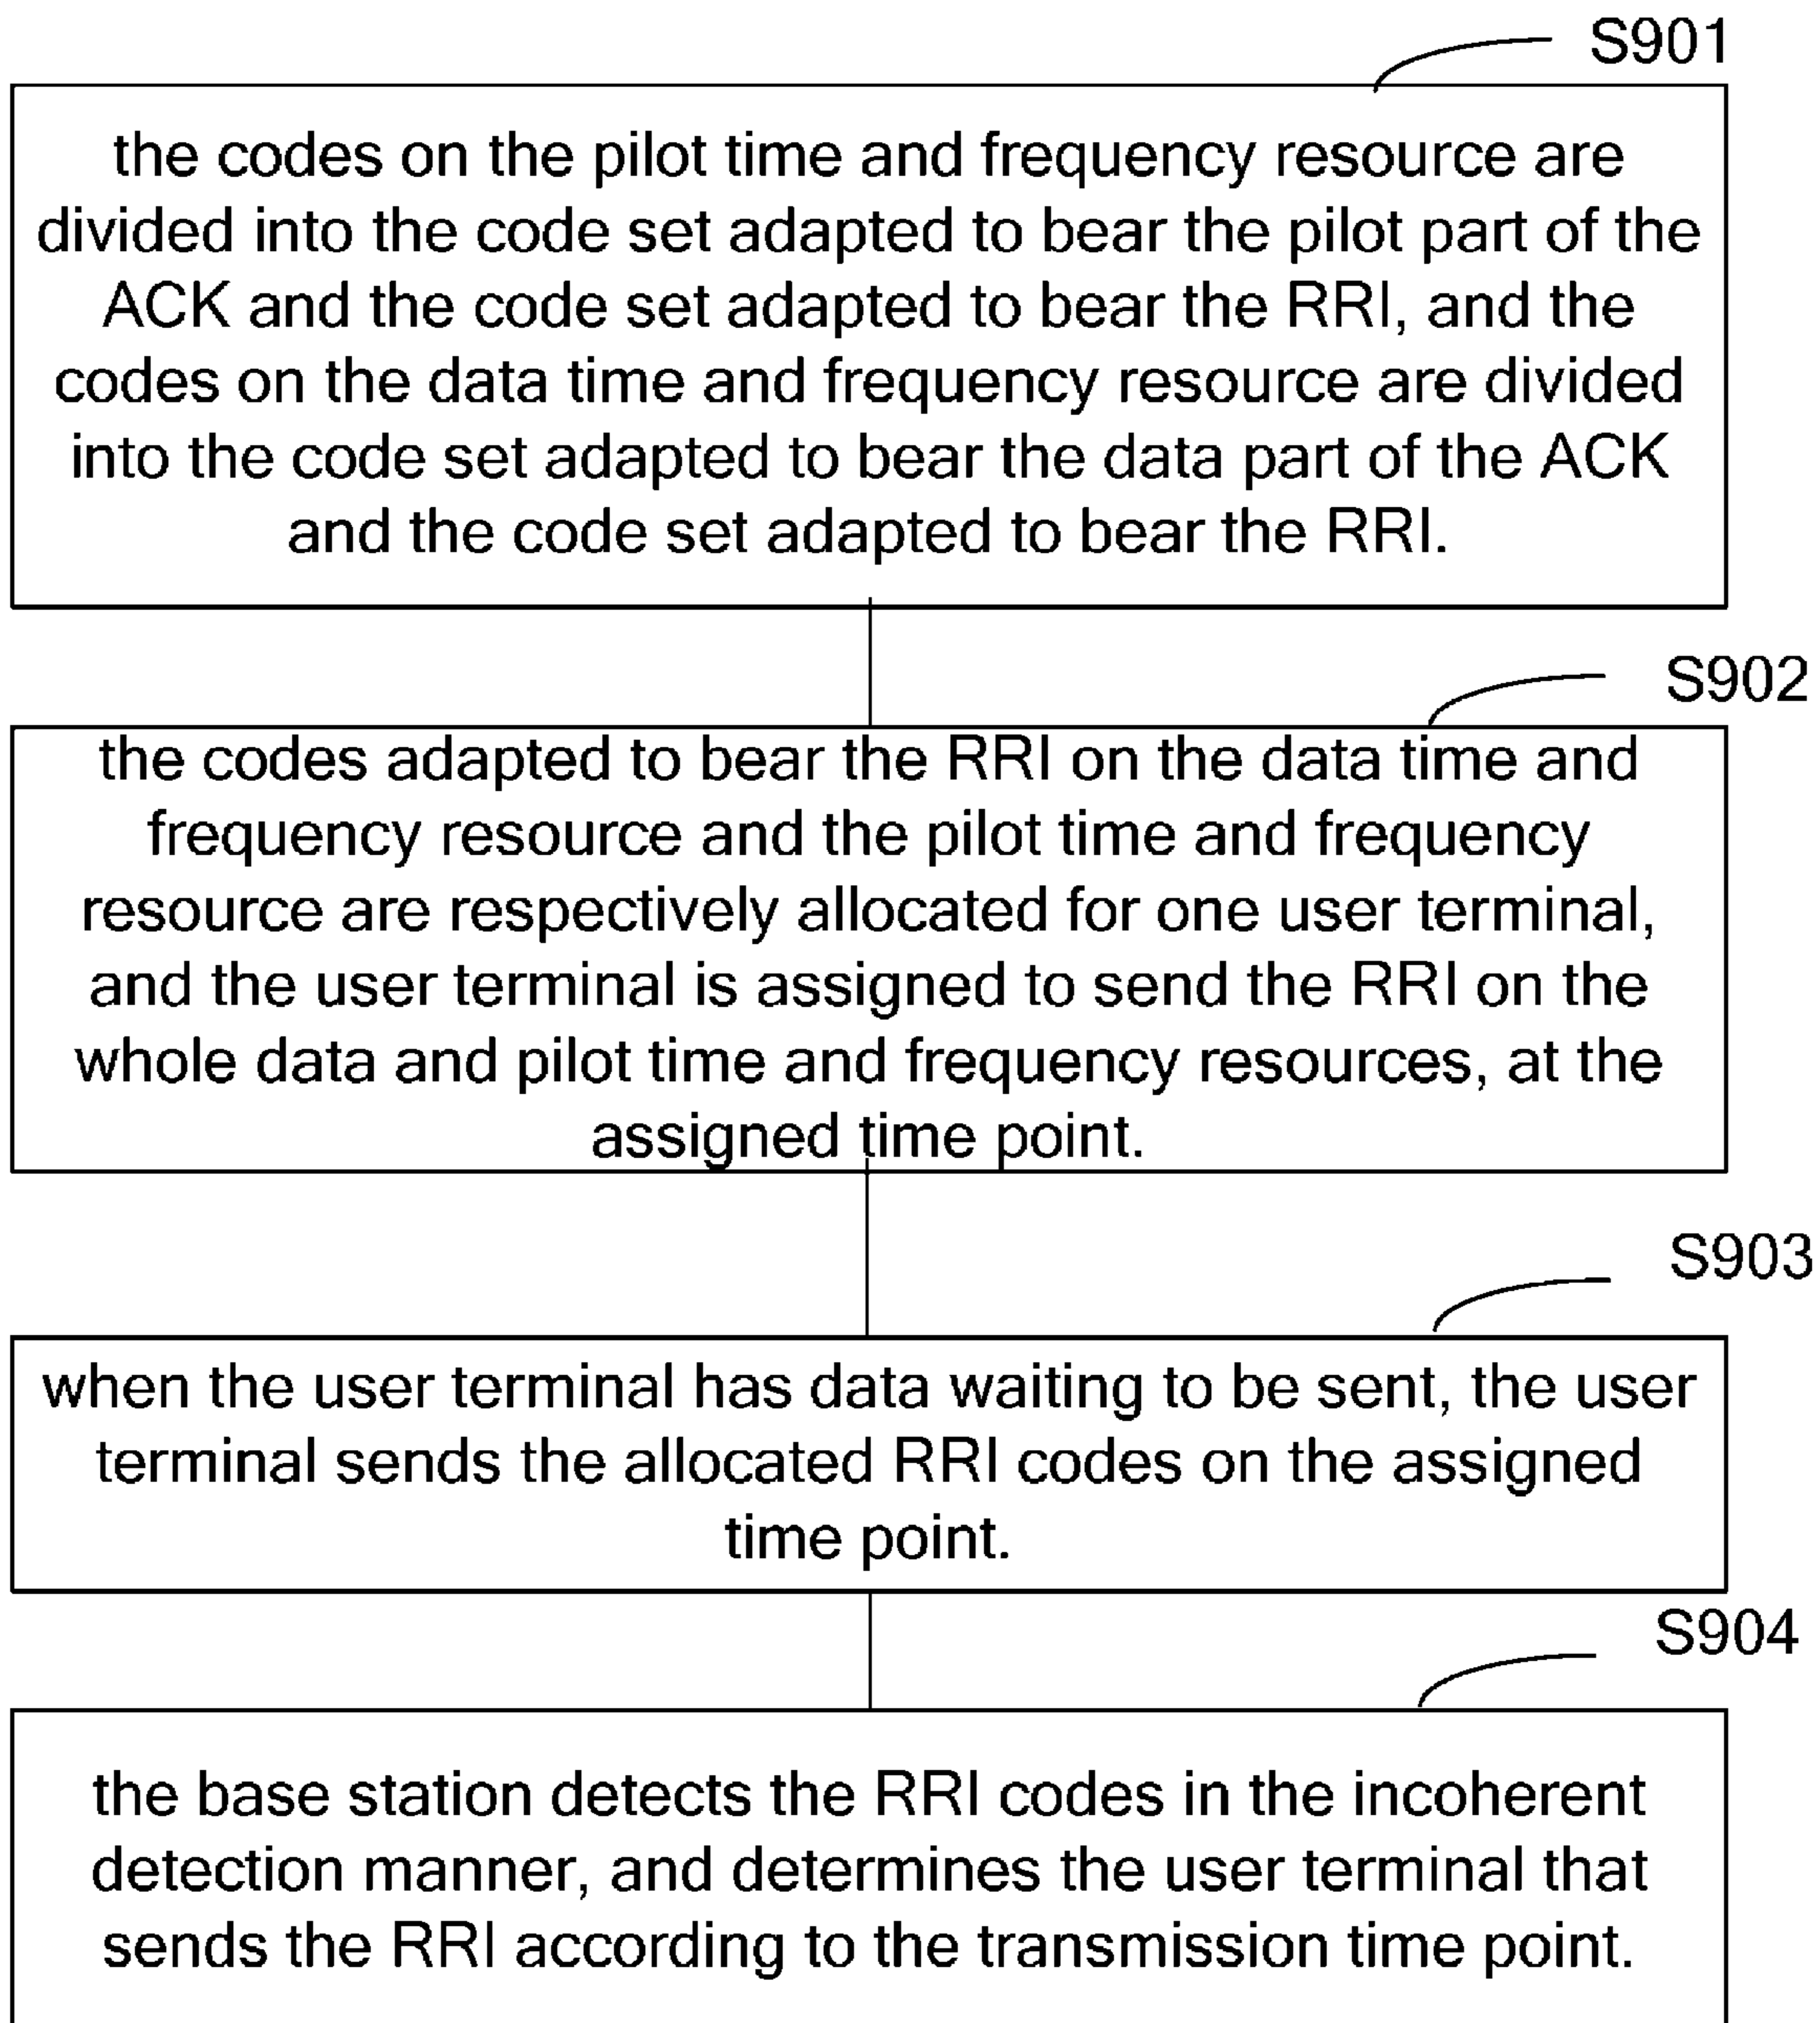 S901
the codes on the pilot time and frequency resource are
divided into the code set adapted to bear the pilot part of the
ACK and the code set adapted to bear the RRI, and the
codes on the data time and frequency resource are divided
into the code set adapted to bear the data part of the ACK
and the code set adapted to bear the RRI.
S902
the codes adapted to bear the RRI on the data time and
frequency resource and the pilot time and frequency
resource are respectively allocated for one user terminal,
and the user terminal is assigned to send the RRI on the
whole data and pilot time and frequency resources, at the
assigned time point.
S903
when the user terminal has data waiting to be sent, the user
terminal sends the allocated RRI codes on the assigned
time point.
S904
the base station detects the RRI codes in the incoherent
detection manner, and determines the user terminal that
sends the RRI according to the transmission time point.